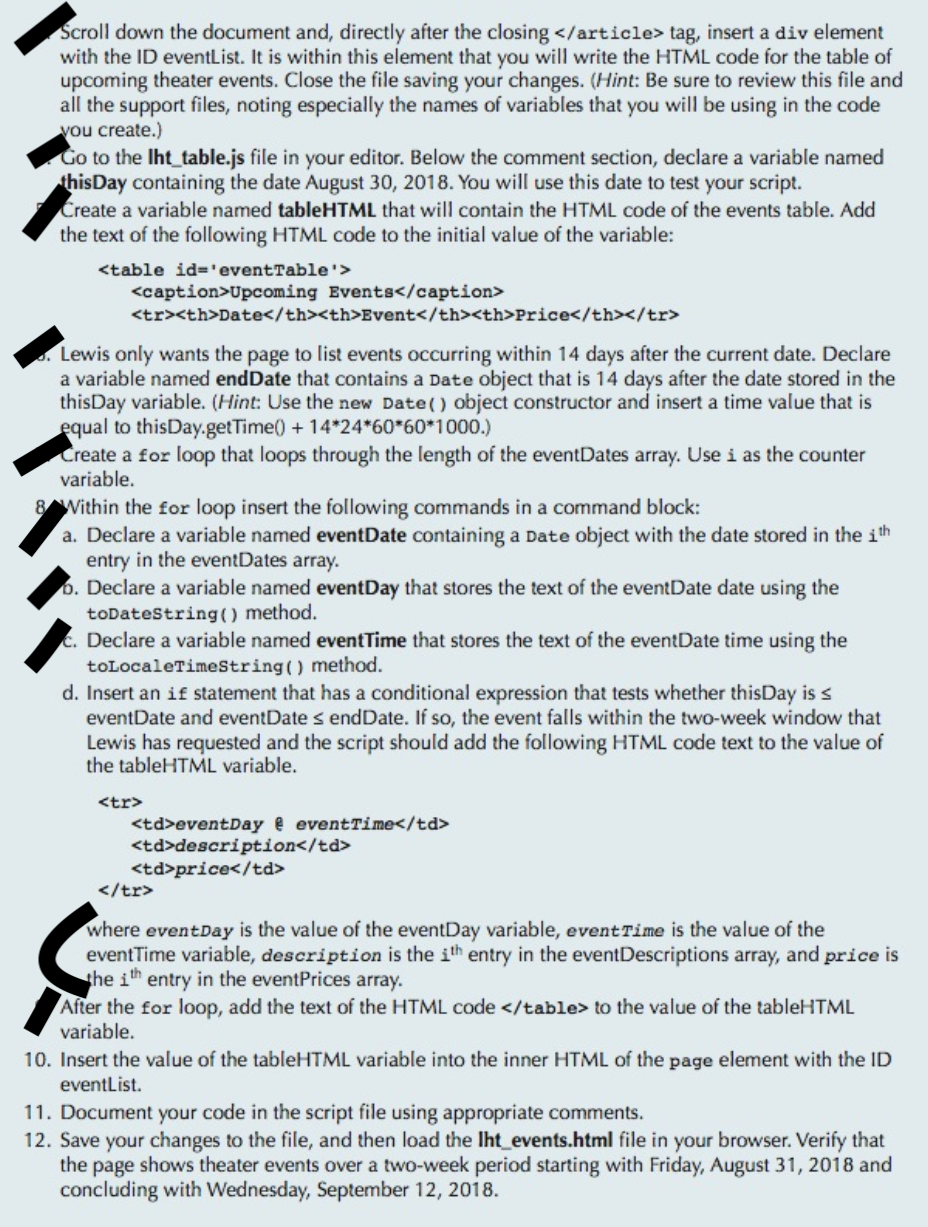 Scroll down the document and, directly after the closing </article> tag, insert a div element
with the ID eventList. It is within this element that you will write the HTML code for the table of
upcoming theater events. Close the file saving your changes. (Hint: Be sure to review this file and
all the support files, noting especially the names of variables that you will be using in the code
you create.)
Go to the lht_table.js file in your editor. Below the comment section, declare a variable named
thisDay containing the date August 30, 2018. You will use this date to test your script.
Create a variable named tableHTML that will contain the HTML code of the events table. Add
the text of the following HTML code to the initial value of the variable:
<table id='eventTable'>
<caption>Upcoming Events</caption>
<tr><th>Date</th><th>Event</th><th>Price</th></tr>
Lewis only wants the page to list events occurring within 14 days after the current date. Declare
a variable named endDate that contains a Date object that is 14 days after the date stored in the
thisDay variable. (Hint: Use the new Date() object constructor and insert a time value that is
equal to thisDay.getTime() + 14*24*60*60*1000.)
Create a for loop that loops through the length of the eventDates array. Use i as the counter
variable.
8. Within the for loop insert the following commands in a command block:
a. Declare a variable named eventDate containing a Date object with the date stored in the ith
entry in the eventDates array.
b. Declare a variable named eventDay that stores the text of the eventDate date using the
toDateString() method.
c. Declare a variable named eventTime that stores the text of the eventDate time using the
toLocaleTimeString() method.
d. Insert an if statement that has a conditional expression that tests whether thisDay is ≤
eventDate and eventDate ≤ endDate. If so, the event falls within the two-week window that
Lewis has requested and the script should add the following HTML code text to the value of
the tableHTML variable.
<tr>
<td>eventDay @ eventTime</td>
<td>description</td>
<td>price</td>
</tr>
where eventDay is the value of the eventDay variable, eventTime is the value of the
eventTime variable, description is the ith entry in the eventDescriptions array, and price is
the ith entry in the eventPrices array.
After the for loop, add the text of the HTML code </table> to the value of the tableHTML
variable.
10. Insert the value of the tableHTML variable into the inner HTML of the page element with the ID
eventList.
11. Document your code in the script file using appropriate comments.
12. Save your changes to the file, and then load the lht_events.html file in your browser. Verify that
the page shows theater events over a two-week period starting with Friday, August 31, 2018 and
concluding with Wednesday, September 12, 2018.